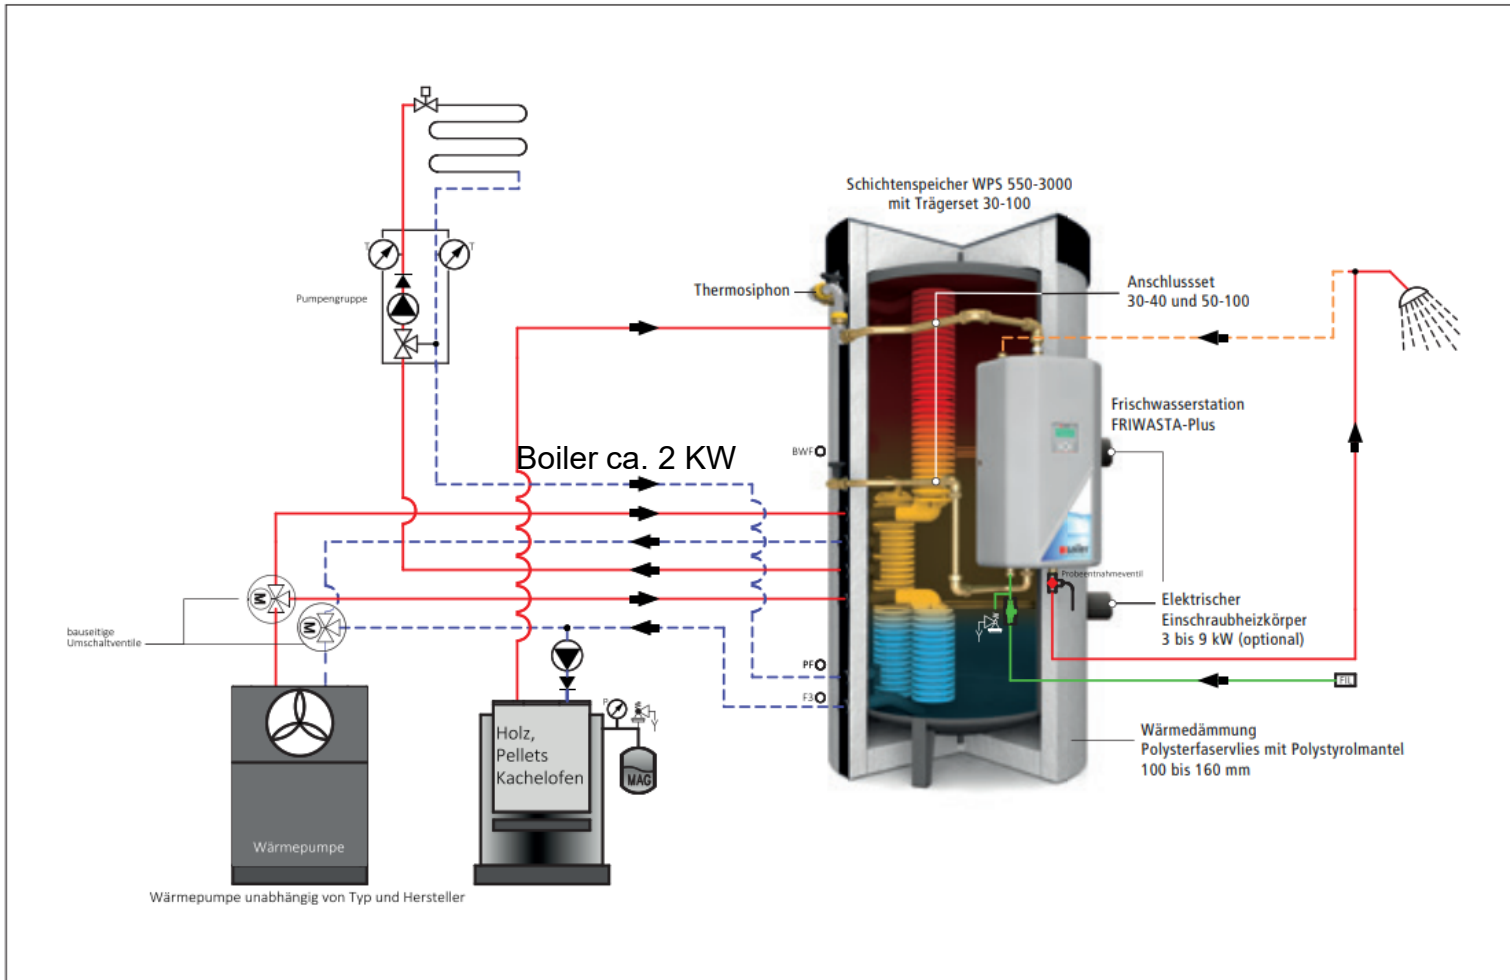 Schichtenspeicher WPS 550-3000
mit Trägerset 30-100
T
T
Pumpengruppe
Thermosiphon
Anschlussset
30-40 und 50-100
Frischwasserstation
FRIWASTA-Plus
BWF
Boiler ca. 2 KW
Probeentnahmeventil
M
M
bauseitige
Umschaltventile
Elektrischer
Einschraubheizkörper
3 bis 9 kW (optional)
PF
F3
FIL
P
Holz,
Pellets
Kachelofen
MAG
Wärmedämmung
Polysterfaservlies mit Polystyrolmantel
100 bis 160 mm
Wärmepumpe
Wärmepumpe unabhängig von Typ und Hersteller